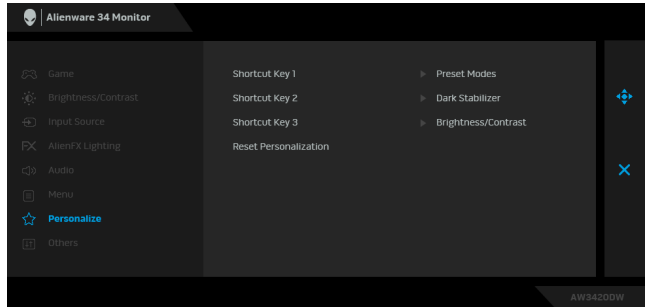 Alienware 34 Monitor
Game
Brightness/Contrast
Input Source
AlienFX Lighting
Audio
Menu
Personalize
Others
Shortcut Key 1 Preset Modes
Shortcut Key 2 Dark Stabilizer
Shortcut Key 3 Brightness/Contrast
Reset Personalization
AW3420DW